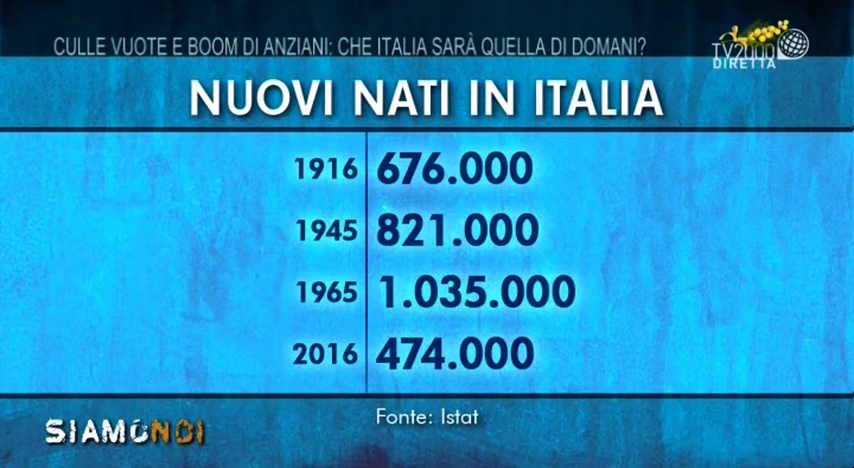 CULLE VUOTE E BOOM DI ANZIANI: CHE ITALIA SARÀ QUELLA DI DOMANI?
TV2000
DIRETTA
NUOVI NATI IN ITALIA
1916 676.000
1945 821.000
1965 1.035.000
2016 474.000
Fonte: Istat
SIAMONOI